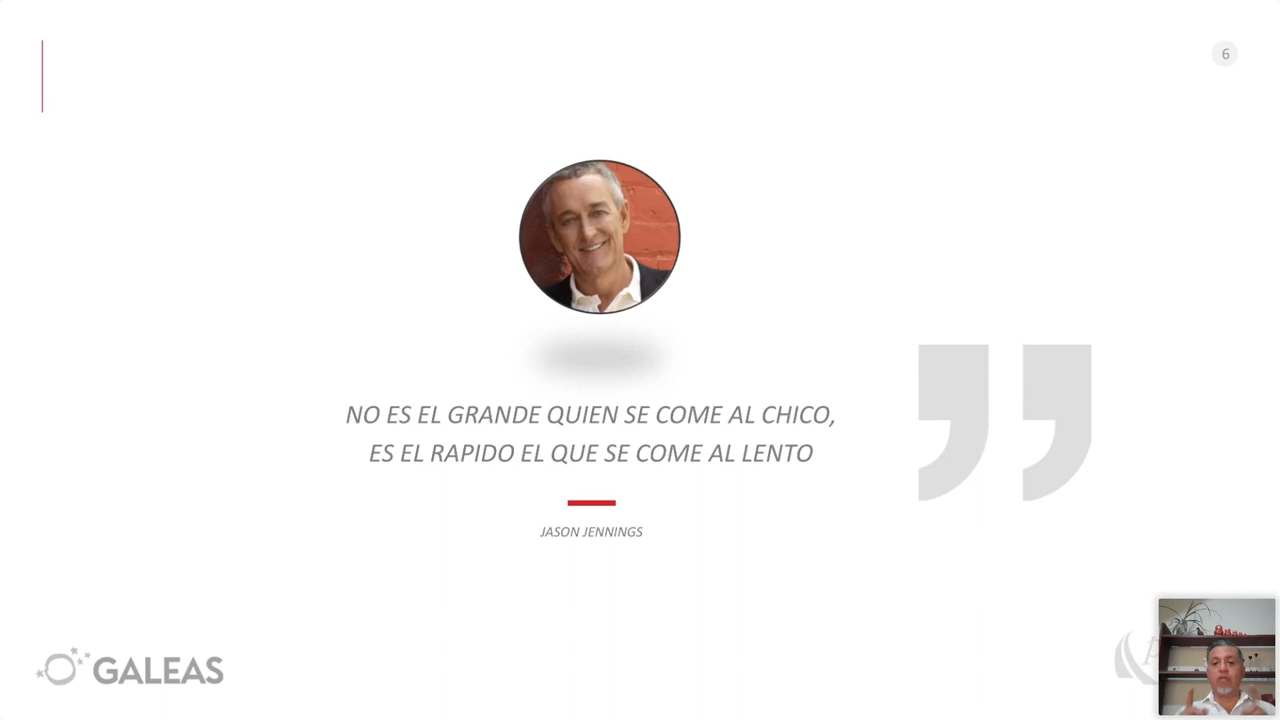 6
NO ES EL GRANDE QUIEN SE COME AL CHICO,
ES EL RAPIDO EL QUE SE COME AL LENTO
JASON JENNINGS
GALEAS